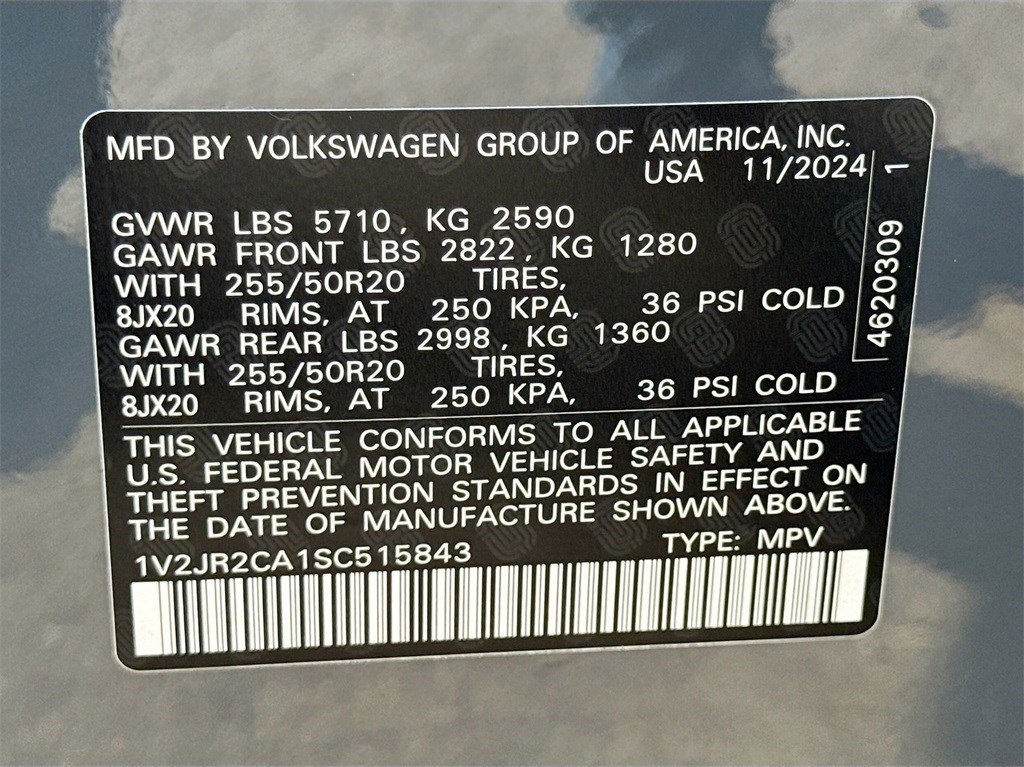 MFD BY VOLKSWAGEN GROUP OF AMERICA, INC.
USA 11/2024
GVWR LBS 5710, KG 2590
GAWR FRONT LBS 2822, KG 1280
WITH 255/50R20 TIRES,
8JX20 RIMS, AT 250 KPA, 36 PSI COLD
GAWR REAR LBS 2998, KG 1360
WITH 255/50R20 TIRES,
8JX20 RIMS, AT 250 KPA, 36 PSI COLD
4620309 1
THIS VEHICLE CONFORMS TO ALL APPLICABLE
U.S. FEDERAL MOTOR VEHICLE SAFETY AND
THEFT PREVENTION STANDARDS IN EFFECT ON
THE DATE OF MANUFACTURE SHOWN ABOVE.
1V2JR2CA1SC515843 TYPE: MPV